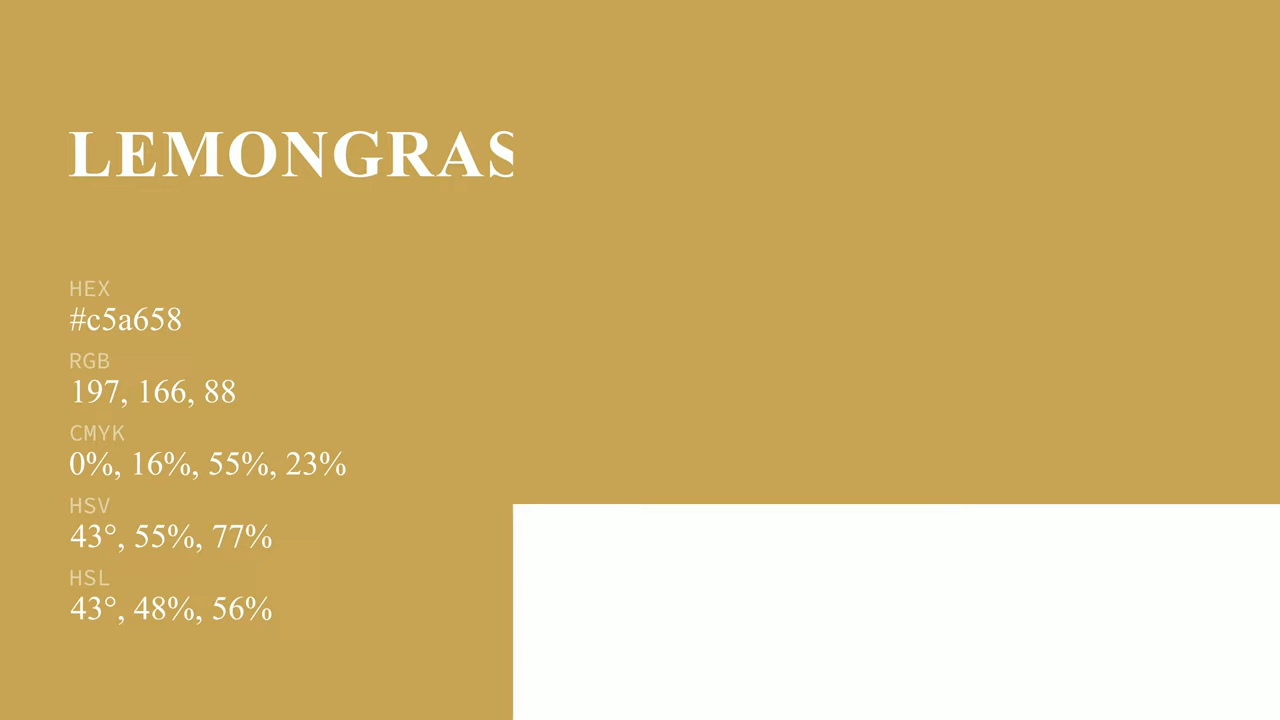 LEMONGRAS
HEX
#c5a658
RGB
197, 166, 88
CMYK
0%, 16%, 55%, 23%
HSV
43°, 55%, 77%
HSL
43°, 48%, 56%